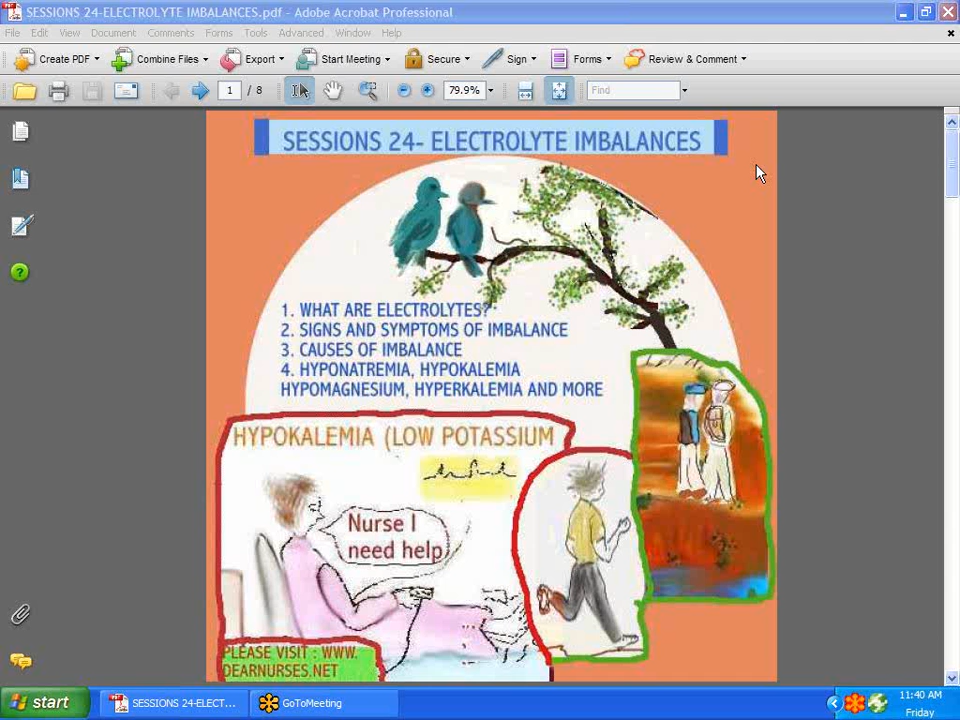 SESSIONS 24-ELECTROLYTE IMBALANCES.pdf - Adobe Acrobat Professional
File Edit View Document Comments Forms Tools Advanced Window Help
Create PDF Combine Files Export Start Meeting Secure Sign Forms Review & Comment
1 / 8 79.9% Find
SESSIONS 24- ELECTROLYTE IMBALANCES
1. WHAT ARE ELECTROLYTES?
2. SIGNS AND SYMPTOMS OF IMBALANCE
3. CAUSES OF IMBALANCE
4. HYPONATREMIA, HYPOKALEMIA
HYPOMAGNESIUM, HYPERKALEMIA AND MORE
HYPOKALEMIA (LOW POTASSIUM
Nurse I
need help
PLEASE VISIT : WWW.
DEARNURSES.NET
start SESSIONS 24-ELECT... GoToMeeting 11:40 AM
Friday